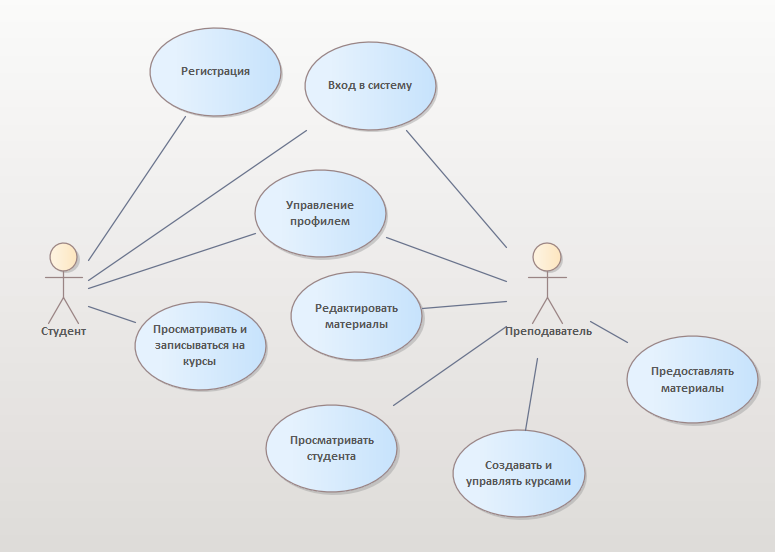 Регистрация
Вход в систему
Управление
профилем
Редактировать
материалы
Студент
Преподаватель
Просматривать и
записываться на
курсы
Предоставлять
материалы
Просматривать
студента
Создавать и
управлять курсами